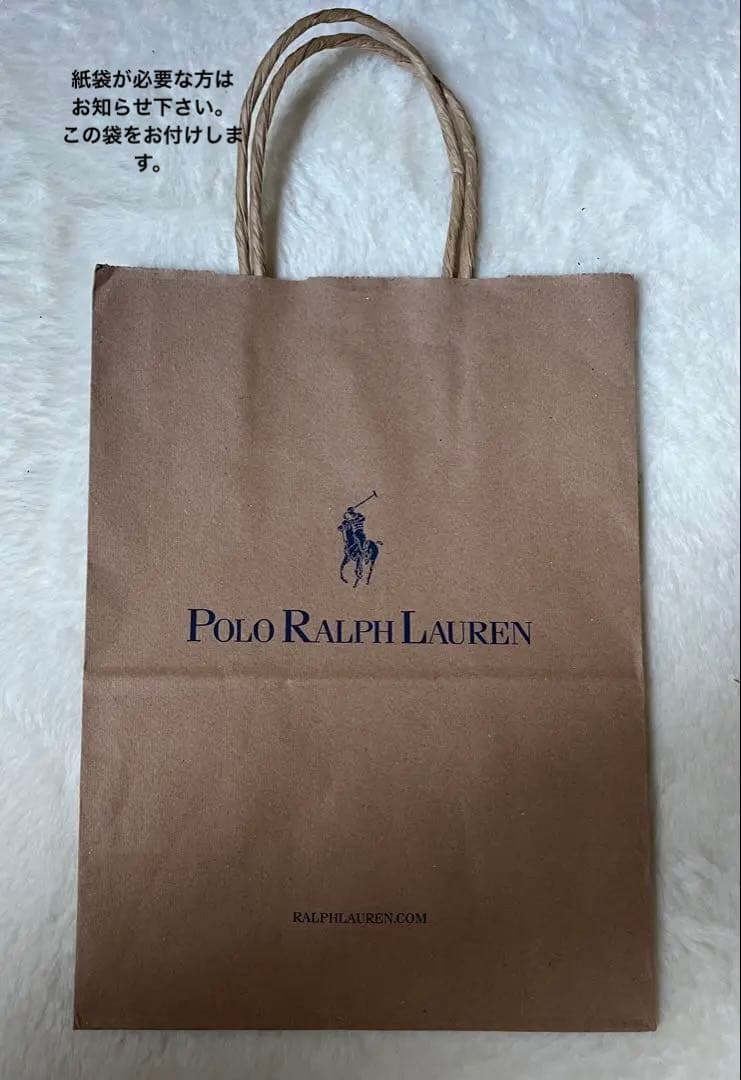 紙袋が必要な方は
お知らせ下さい。
この袋をお付けしま
す。
POLO RALPH LAUREN
RALPHLAUREN.COM